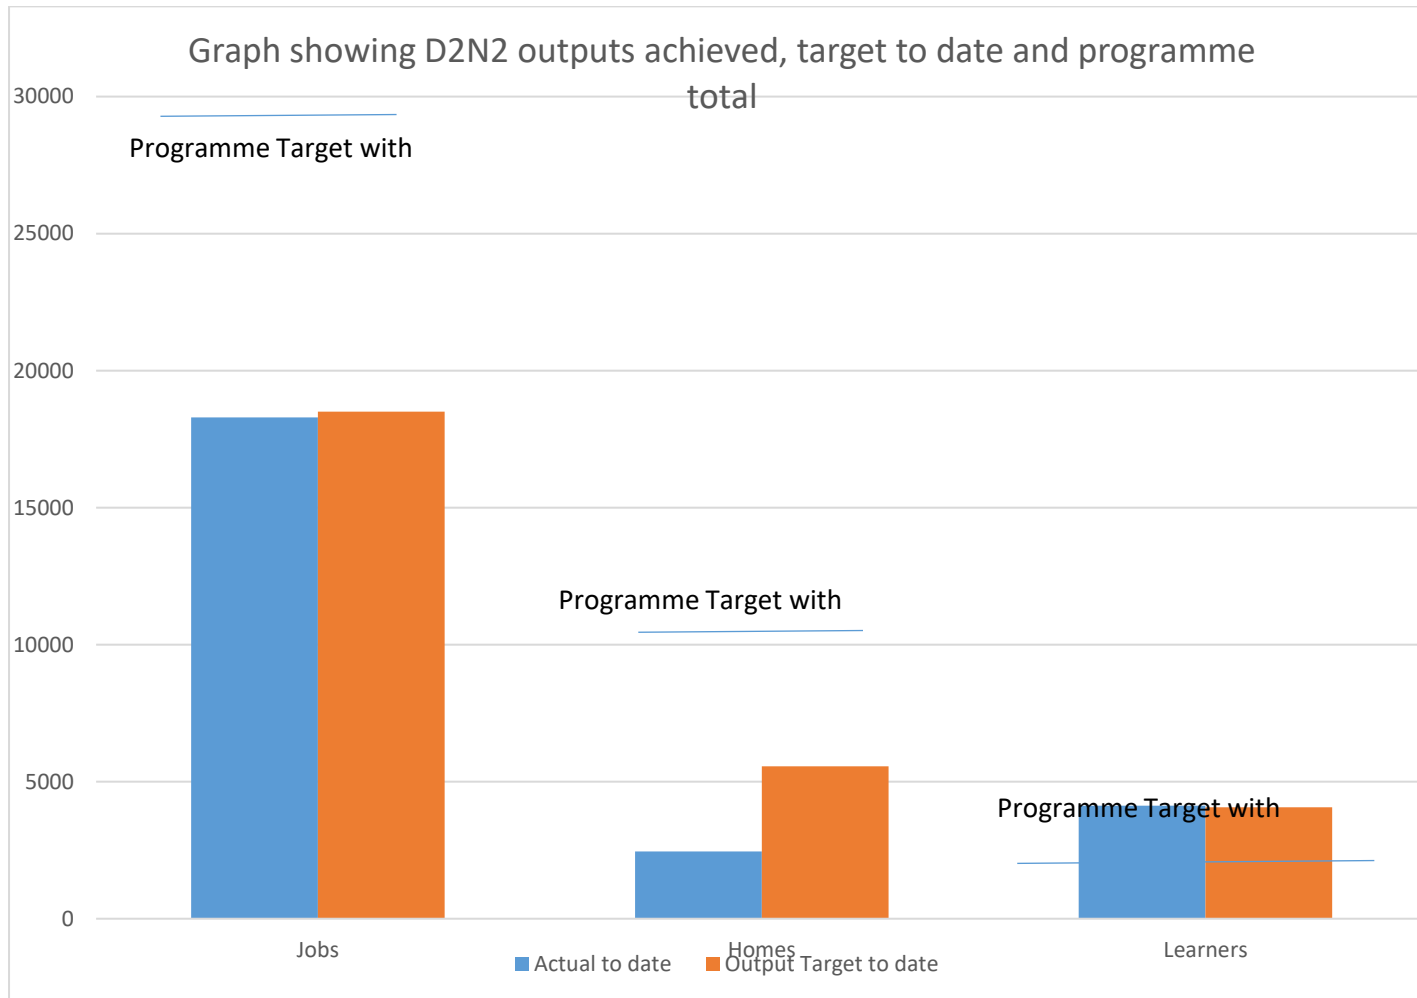 Graph showing D2N2 outputs achieved, target to date and programme
total
30000
Programme Target with
25000
20000
15000
Programme Target with
10000
5000
Programme Target with
0
Jobs
Homes
Learners
Actual to date
Output Target to date